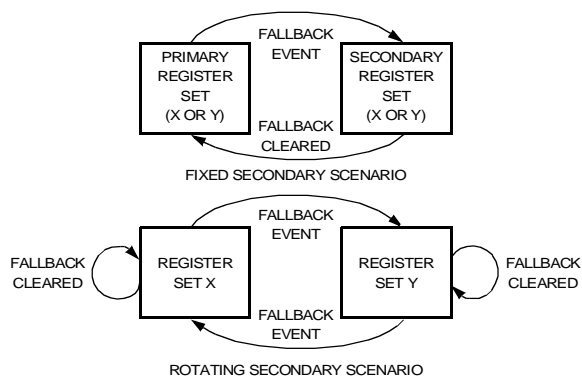 FALLBACK
EVENT
PRIMARY
REGISTER
SET
(X OR Y)
SECONDARY
REGISTER
SET
(X OR Y)
FALLBACK
CLEARED
FIXED SECONDARY SCENARIO
FALLBACK
EVENT
FALLBACK
CLEARED
REGISTER
SET X
REGISTER
SET Y
FALLBACK
CLEARED
FALLBACK
EVENT
ROTATING SECONDARY SCENARIO